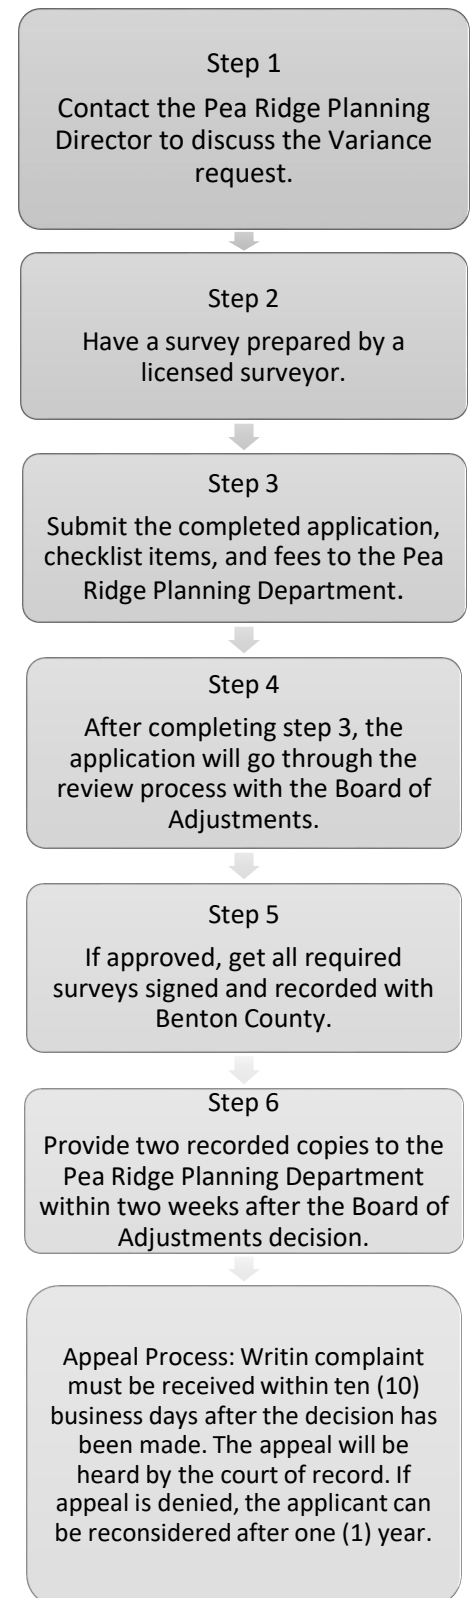 Step 1
Contact the Pea Ridge Planning
Director to discuss the Variance
request.
Step 2
Have a survey prepared by a
licensed surveyor.
Step 3
Submit the completed application,
checklist items, and fees to the Pea
Ridge Planning Department.
Step 4
After completing step 3, the
application will go through the
review process with the Board of
Adjustments.
Step 5
If approved, get all required
surveys signed and recorded with
Benton County.
Step 6
Provide two recorded copies to the
Pea Ridge Planning Department
within two weeks after the Board of
Adjustments decision.
Appeal Process: Writin complaint
must be received within ten (10)
business days after the decision has
been made. The appeal will be
heard by the court of record. If
appeal is denied, the applicant can
be reconsidered after one (1) year.